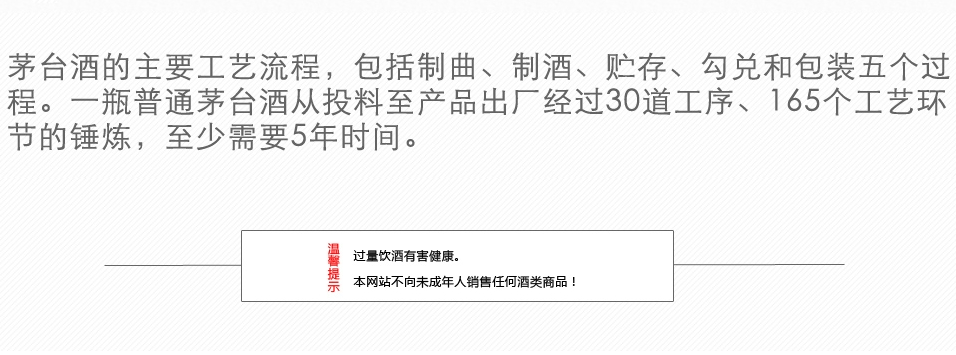 茅台酒的主要工艺流程，包括制曲、制酒、贮存、勾兑和包装五个过
程。一瓶普通茅台酒从投料至产品出厂经过30道工序、165个工艺环
节的锤炼，至少需要5年时间。
温馨提示
过量饮酒有害健康。
本网站不向未成年人销售任何酒类商品！